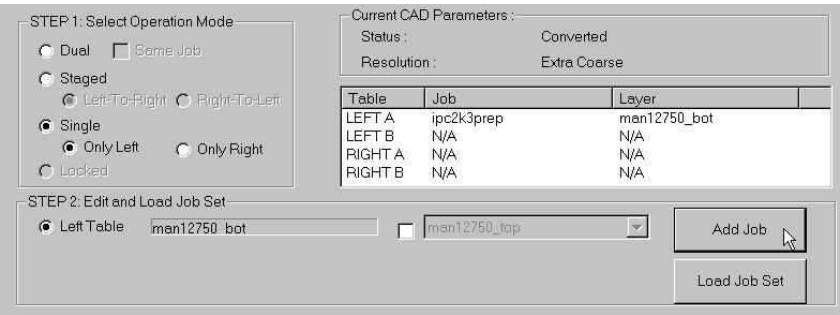 STEP 1: Select Operation Mode
Dual Same Job
Staged
Left-To-Right Right-To-Left
Single
Only Left Only Right
Locked
Current CAD Parameters :
Status : Converted
Resolution : Extra Coarse
Table Job Layer
LEFT A ipc2k3prep man12750_bot
LEFT B N/A N/A
RIGHT A N/A N/A
RIGHT B N/A N/A
STEP 2: Edit and Load Job Set
Left Table man12750_bot man12750_top Add Job
Load Job Set